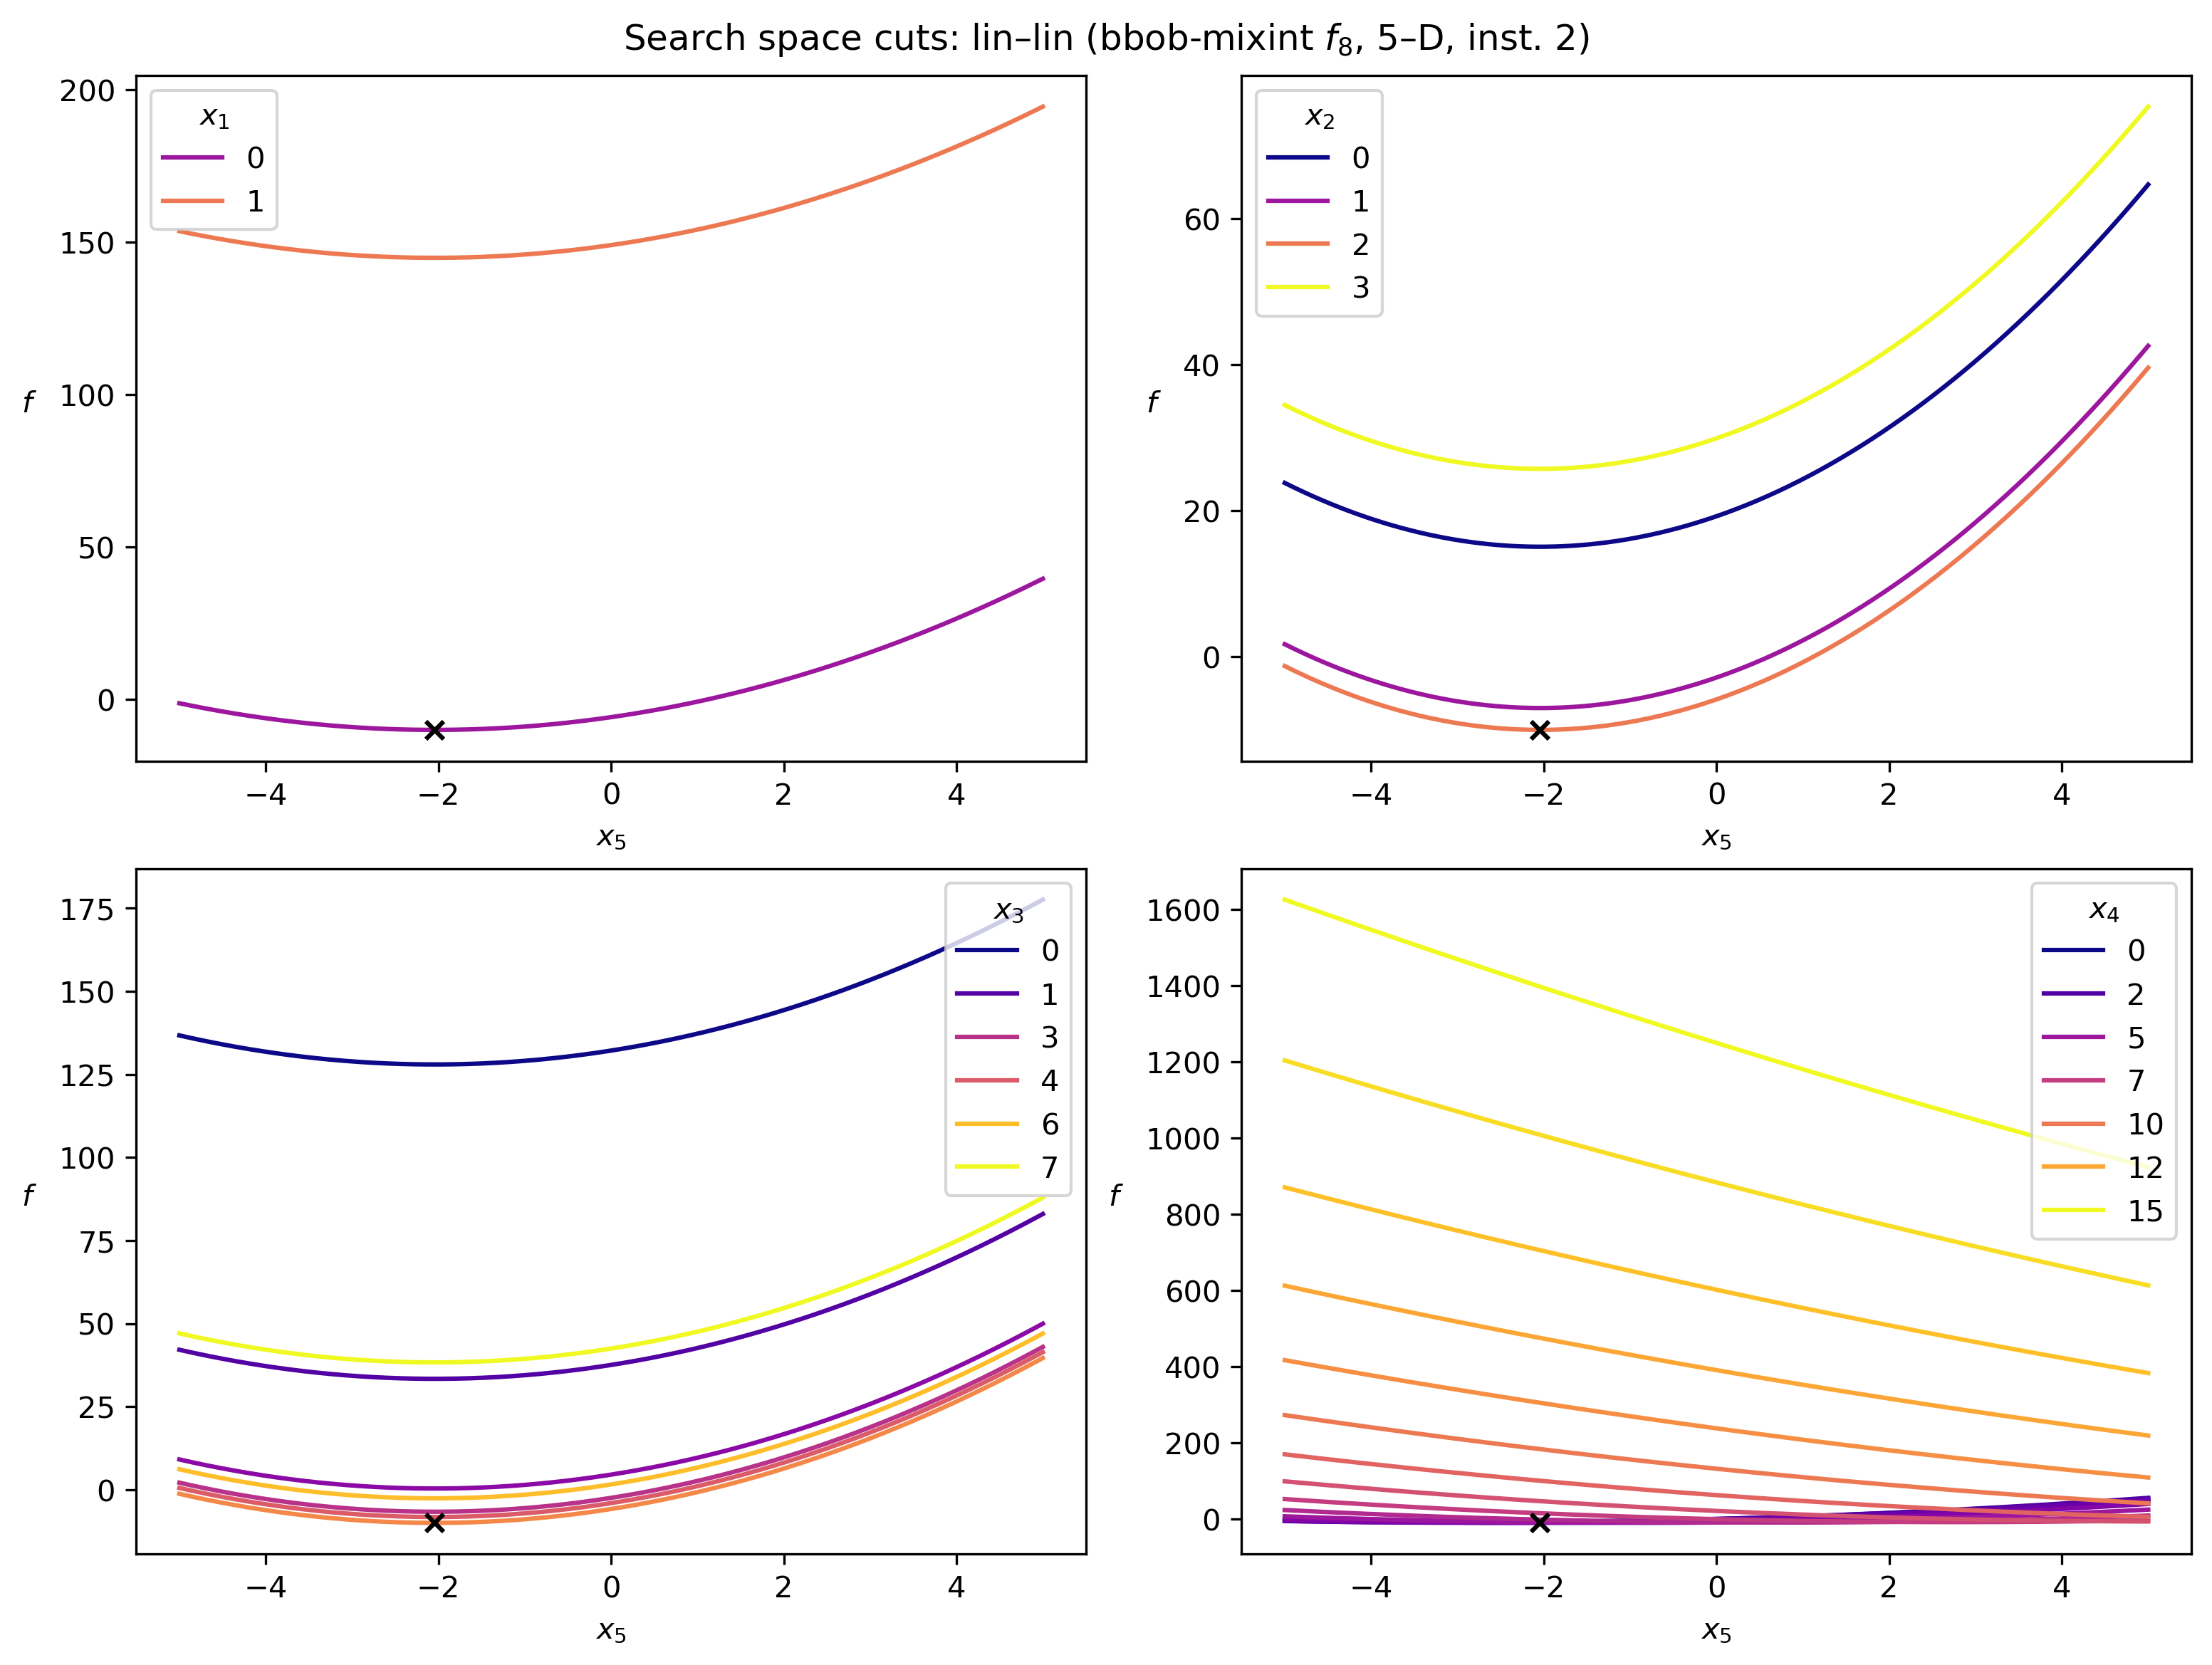 Search space cuts: lin–lin (bbob-mixint f₈, 5–D, inst. 2)
x₁
0
1
200
150
100
50
0
f
−4 −2 0 2 4
x₅
x₂
0
1
2
3
60
40
20
0
f
−4 −2 0 2 4
x₅
x₃
0
1
3
4
6
7
175
150
125
100
75
50
25
0
f
−4 −2 0 2 4
x₅
x₄
0
2
5
7
10
12
15
1600
1400
1200
1000
800
600
400
200
0
f
−4 −2 0 2 4
x₅